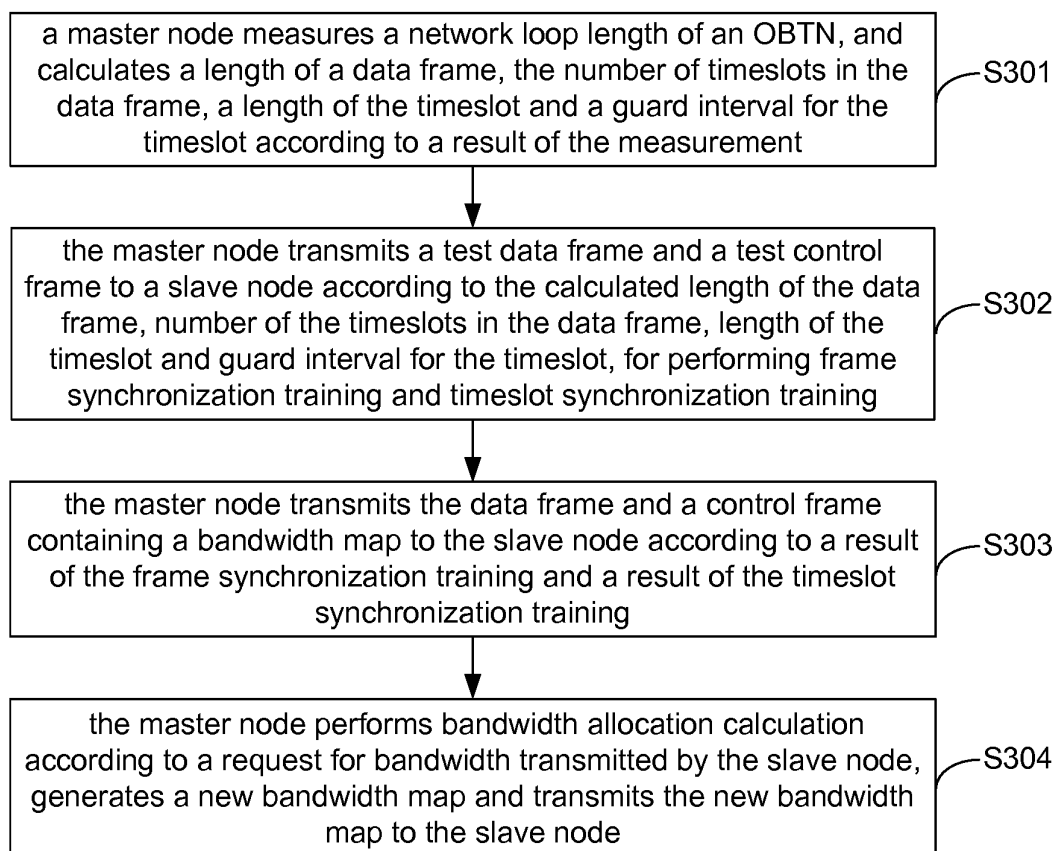 a master node measures a network loop length of an OBTN, and
calculates a length of a data frame, the number of timeslots in the
data frame, a length of the timeslot and a guard interval for the
timeslot according to a result of the measurement
S301
the master node transmits a test data frame and a test control
frame to a slave node according to the calculated length of the data
frame, number of the timeslots in the data frame, length of the
timeslot and guard interval for the timeslot, for performing frame
synchronization training and timeslot synchronization training
S302
the master node transmits the data frame and a control frame
containing a bandwidth map to the slave node according to a result
of the frame synchronization training and a result of the timeslot
synchronization training
S303
the master node performs bandwidth allocation calculation
according to a request for bandwidth transmitted by the slave node,
generates a new bandwidth map and transmits the new bandwidth
map to the slave node
S304